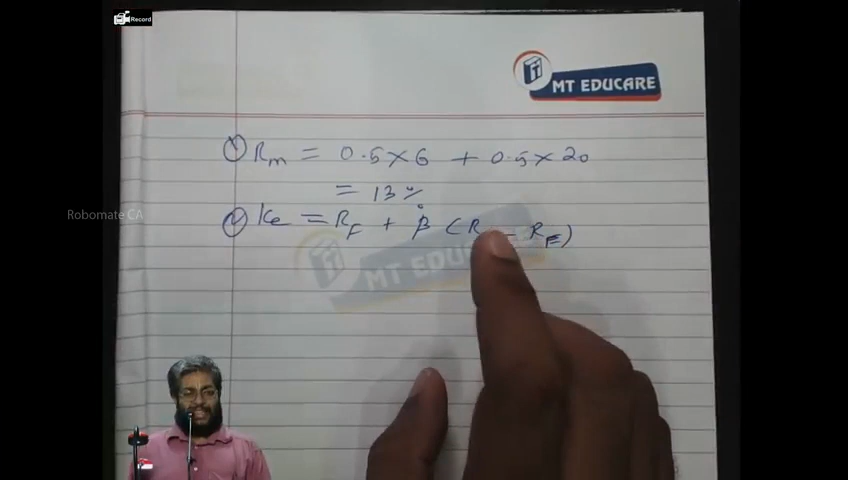 Record
MT EDUCARE
① Rm = 0.5 × 6 + 0.5 × 20
= 13%
Robomate CA
② Ke = RF + β (R - RF)
MT EDU